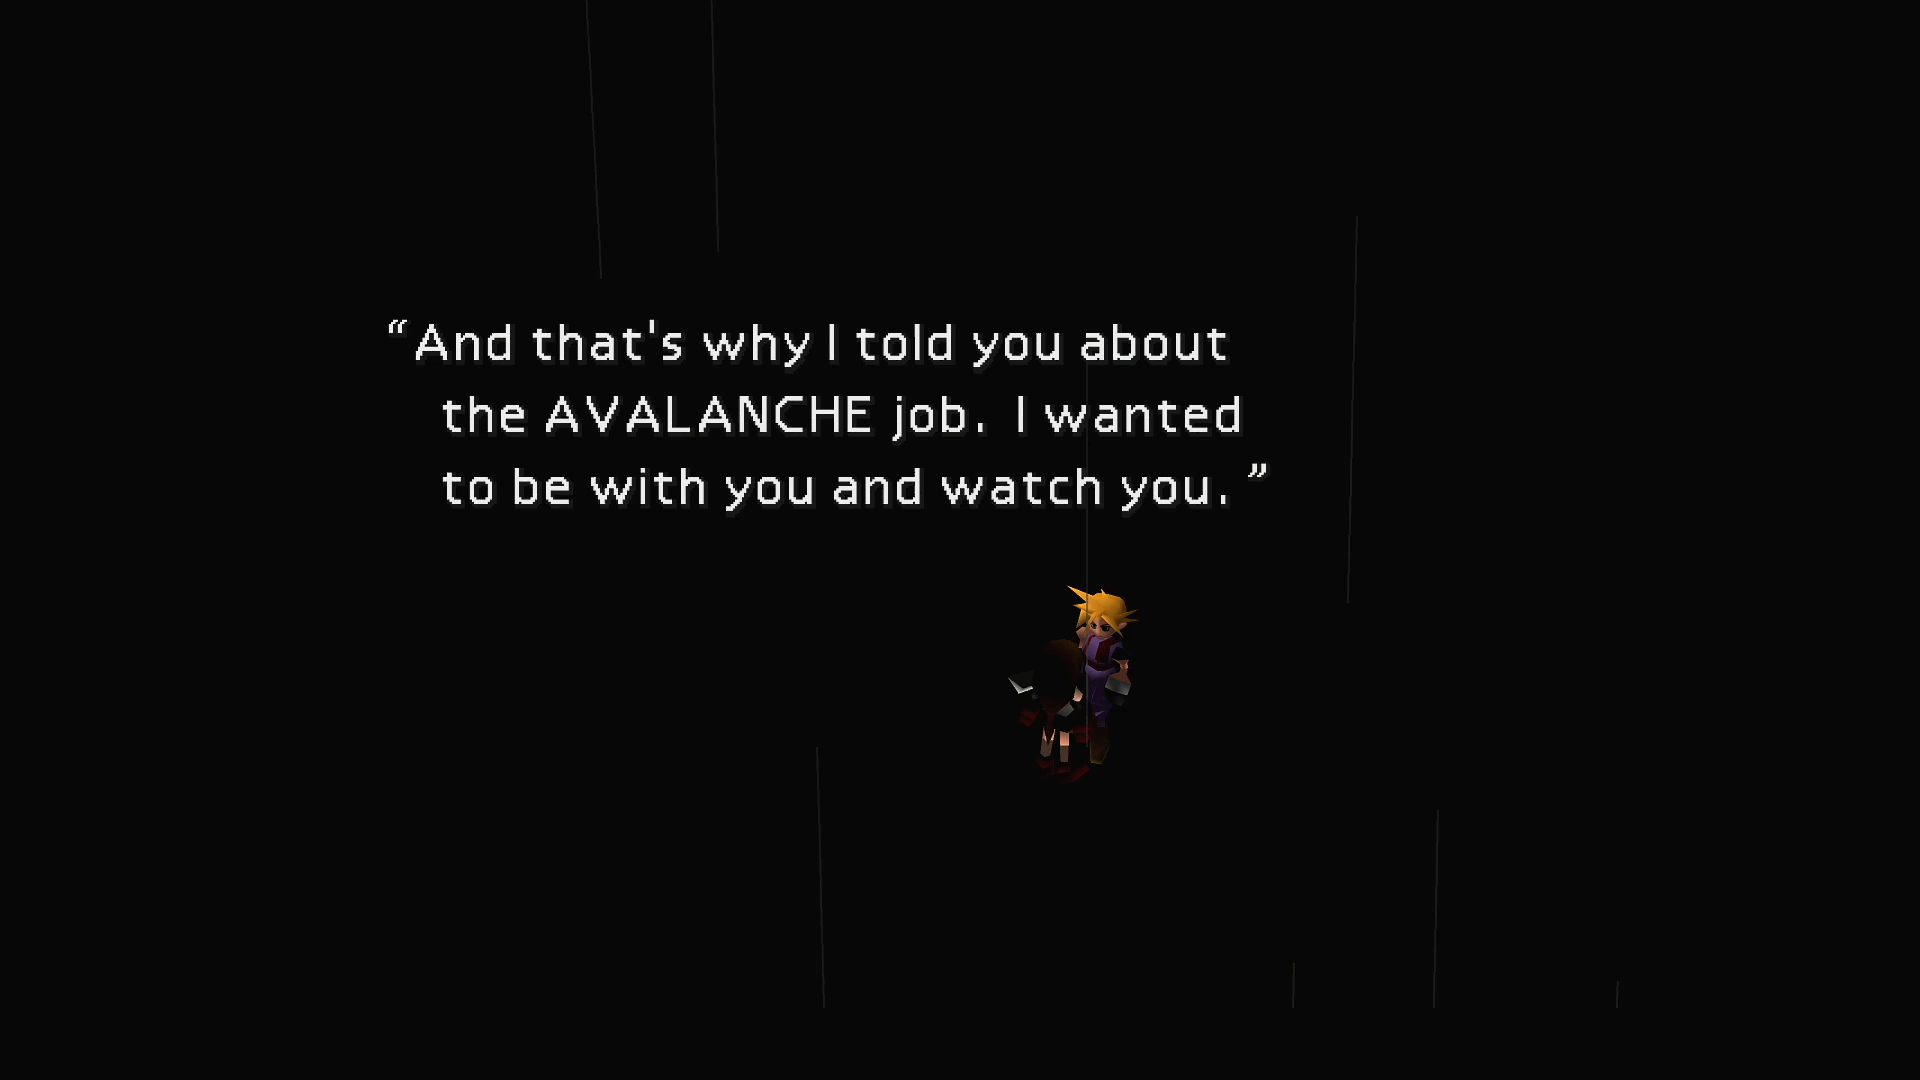 “And that's why I told you about
the AVALANCHE job. I wanted
to be with you and watch you.”